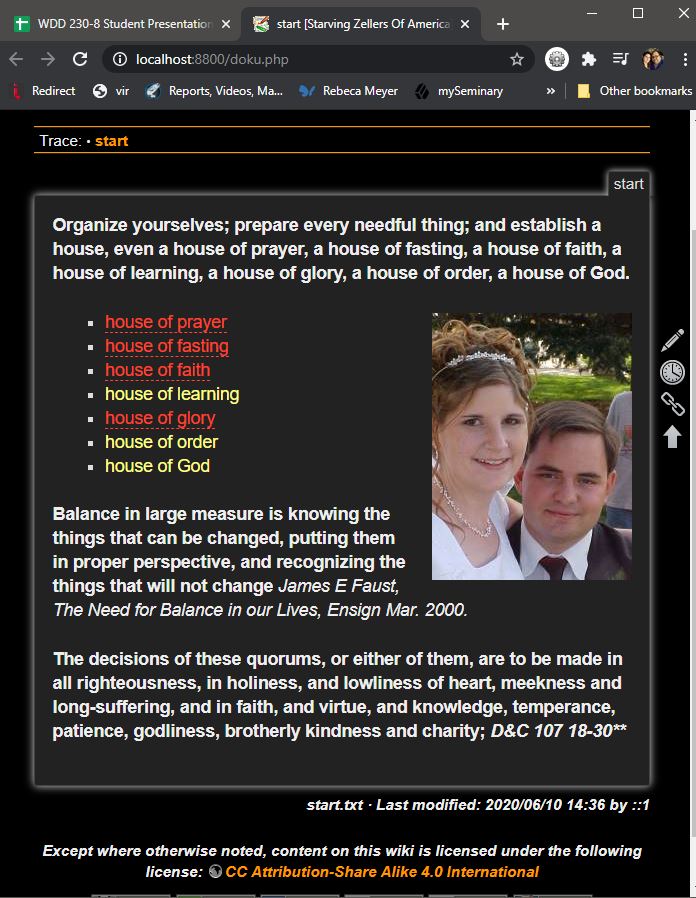 WDD 230-8 Student Presentation
start [Starving Zellers Of America
localhost:8800/doku.php
Redirect
vir
Reports, Videos, Ma...
Rebeca Meyer
mySeminary
»
Other bookmarks
Trace: • start
start
Organize yourselves; prepare every needful thing; and establish a
house, even a house of prayer, a house of fasting, a house of faith, a
house of learning, a house of glory, a house of order, a house of God.
house of prayer
house of fasting
house of faith
house of learning
house of glory
house of order
house of God
Balance in large measure is knowing the
things that can be changed, putting them
in proper perspective, and recognizing the
things that will not change James E Faust,
The Need for Balance in our Lives, Ensign Mar. 2000.
The decisions of these quorums, or either of them, are to be made in
all righteousness, in holiness, and lowliness of heart, meekness and
long-suffering, and in faith, and virtue, and knowledge, temperance,
patience, godliness, brotherly kindness and charity; D&C 107 18-30**
start.txt · Last modified: 2020/06/10 14:36 by ::1
Except where otherwise noted, content on this wiki is licensed under the following
license: CC Attribution-Share Alike 4.0 International